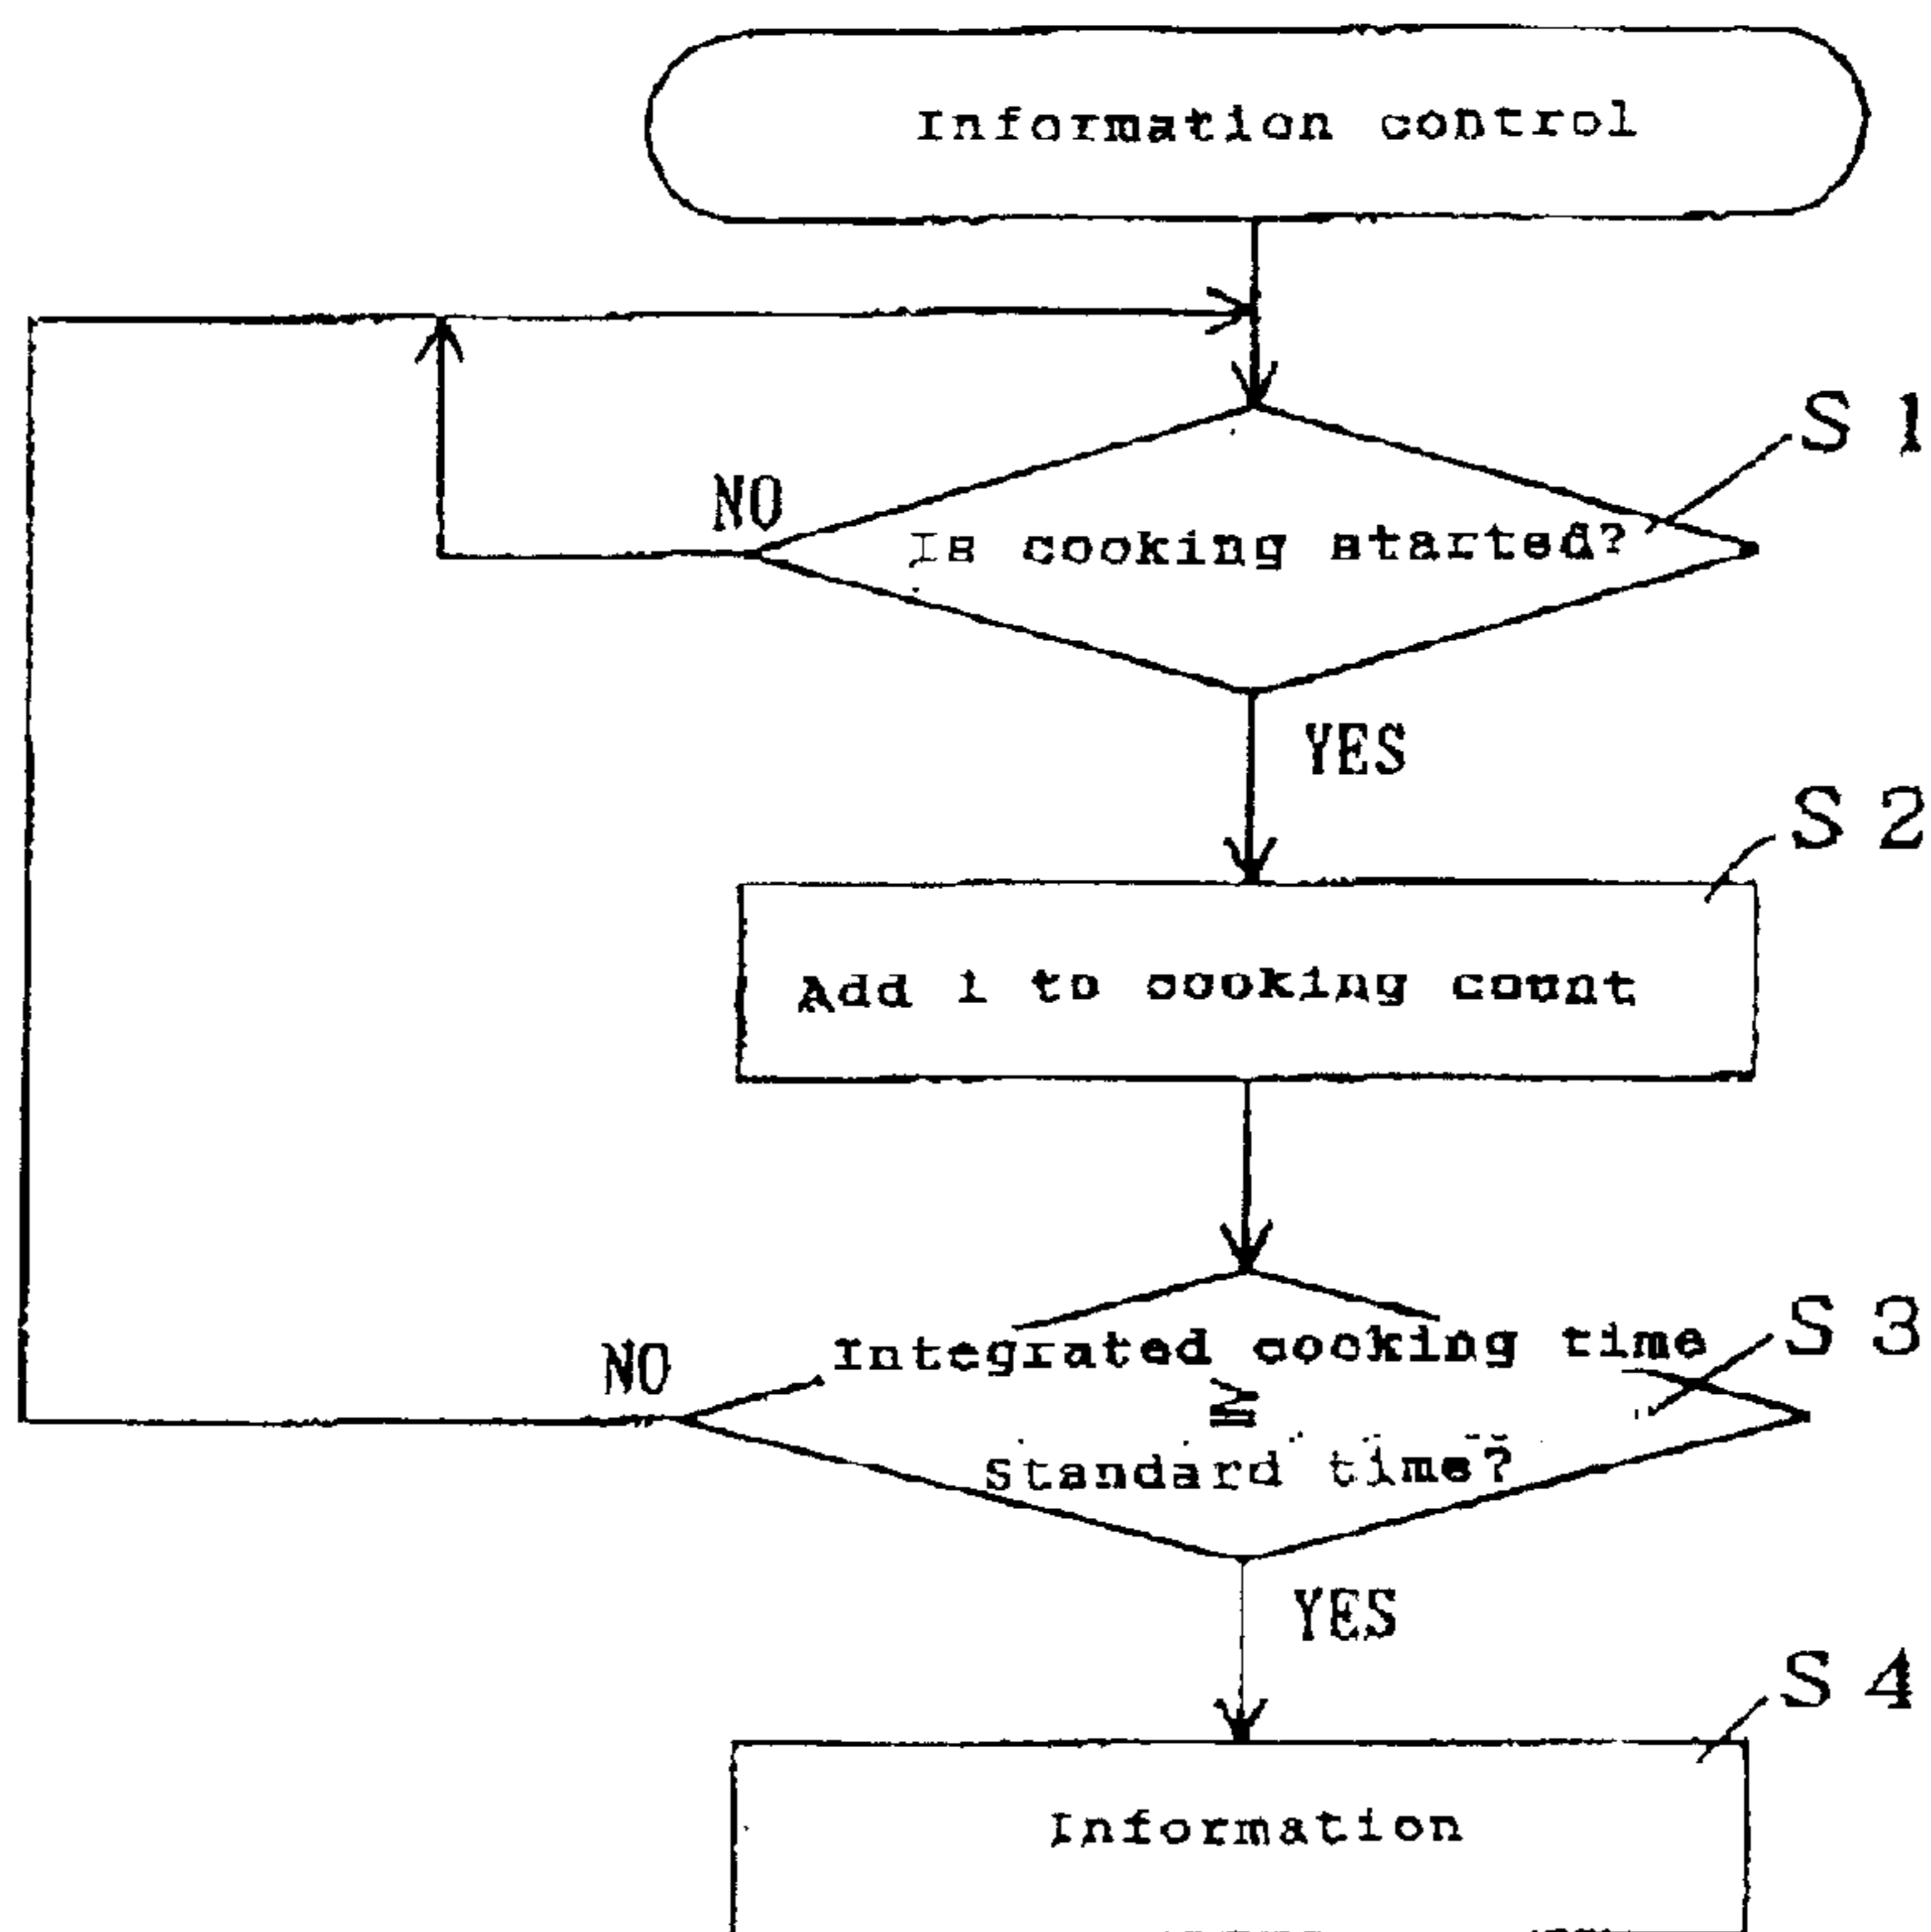 Information control
S 1
NO
Is cooking started?
YES
S 2
Add 1 to cooking count
S 3
NO
Integrated cooking time
≧
Standard time?
YES
S 4
Information